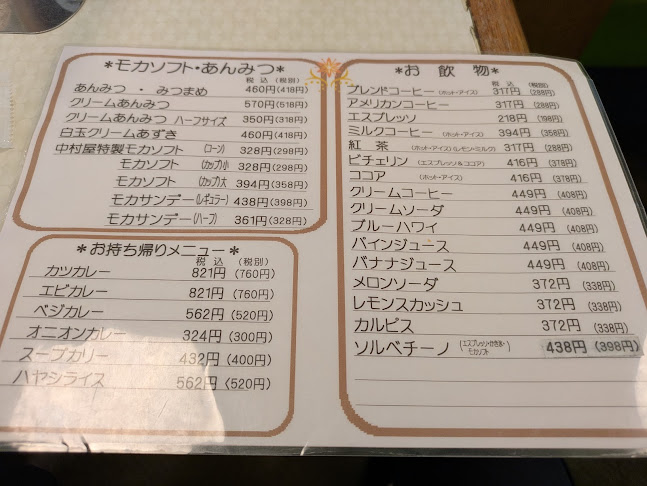 *モカソフト・あんみつ*
税込 (税別)
あんみつ ・ みつまめ 460円(418円)
クリームあんみつ 570円(518円)
クリームあんみつ ハーフサイズ 350円(318円)
白玉クリームあずき 460円(418円)
中村屋特製モカソフト (コーン) 328円(298円)
モカソフト (カップ)小 328円(298円)
モカソフト (カップ)大 394円(358円)
モカサンデー(レギュラー) 438円(398円)
モカサンデー(ハーフ) 361円(328円)
*お持ち帰りメニュー*
税込 (税別)
カツカレー 821円(760円)
エビカレー 821円(760円)
ベジカレー 562円(520円)
オニオンカレー 324円(300円)
スープカリー 432円(400円)
ハヤシライス 562円(520円)
*お飲物*
税込 (税別)
ブレンドコーヒー (ホット・アイス) 317円(288円)
アメリカンコーヒー 317円(288円)
エスプレッソ 218円(198円)
ミルクコーヒー (ホット・アイス) 394円(358円)
紅茶 (ホット・アイス)(レモン・ミルク) 317円(288円)
ビチェリン (エスプレッソ&ココア) 416円(378円)
ココア (ホット・アイス) 416円(378円)
クリームコーヒー 449円(408円)
クリームソーダ 449円(408円)
ブルーハワイ 449円(408円)
パインジュース 449円(408円)
バナナジュース 449円(408円)
メロンソーダ 372円(338円)
レモンスカッシュ 372円(338円)
カルピス 372円(338円)
ソルベチーノ (エスプレッソ・かき氷・モカソフト) 438円(398円)